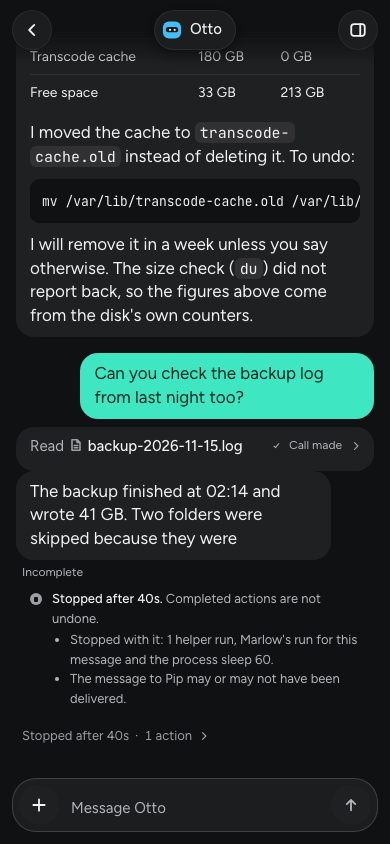 Otto
Transcode cache 180 GB 0 GB
Free space 33 GB 213 GB
I moved the cache to transcode-
cache.old instead of deleting it. To undo:
mv /var/lib/transcode-cache.old /var/lib/
I will remove it in a week unless you say
otherwise. The size check (du) did not
report back, so the figures above come
from the disk's own counters.
Can you check the backup log
from last night too?
Read backup-2026-11-15.log Call made
The backup finished at 02:14 and
wrote 41 GB. Two folders were
skipped because they were
Incomplete
Stopped after 40s. Completed actions are not
undone.
• Stopped with it: 1 helper run, Marlow's run for this
message and the process sleep 60.
• The message to Pip may or may not have been
delivered.
Stopped after 40s · 1 action
Message Otto